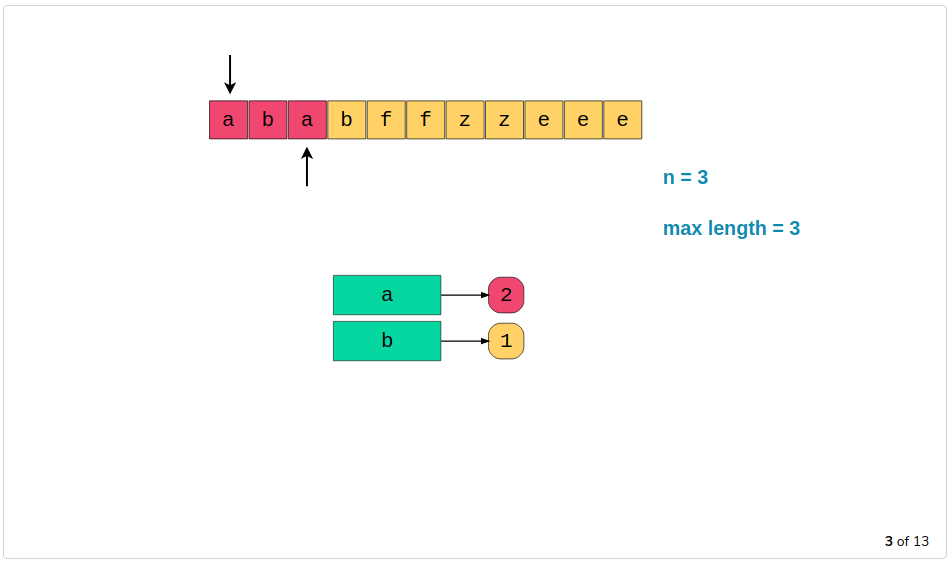 a b a b f f z z e e e
n = 3
max length = 3
a 2
b 1
3 of 13